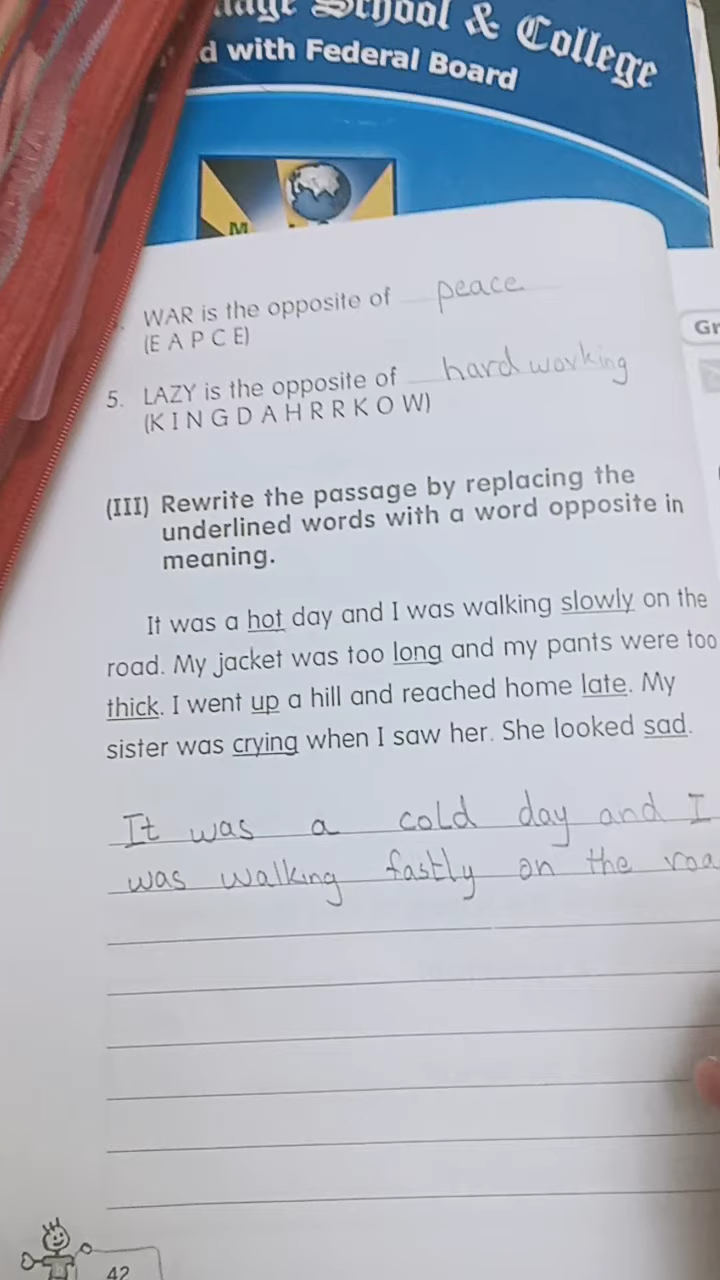 School & College
d with Federal Board
M
WAR is the opposite of peace
(E A P C E)
Gr
5. LAZY is the opposite of hard working
(K I N G D A H R R K O W)
(III) Rewrite the passage by replacing the
underlined words with a word opposite in
meaning.
It was a hot day and I was walking slowly on the
road. My jacket was too long and my pants were too
thick. I went up a hill and reached home late. My
sister was crying when I saw her. She looked sad.
It was a cold day and I
was walking fastly on the roa
42